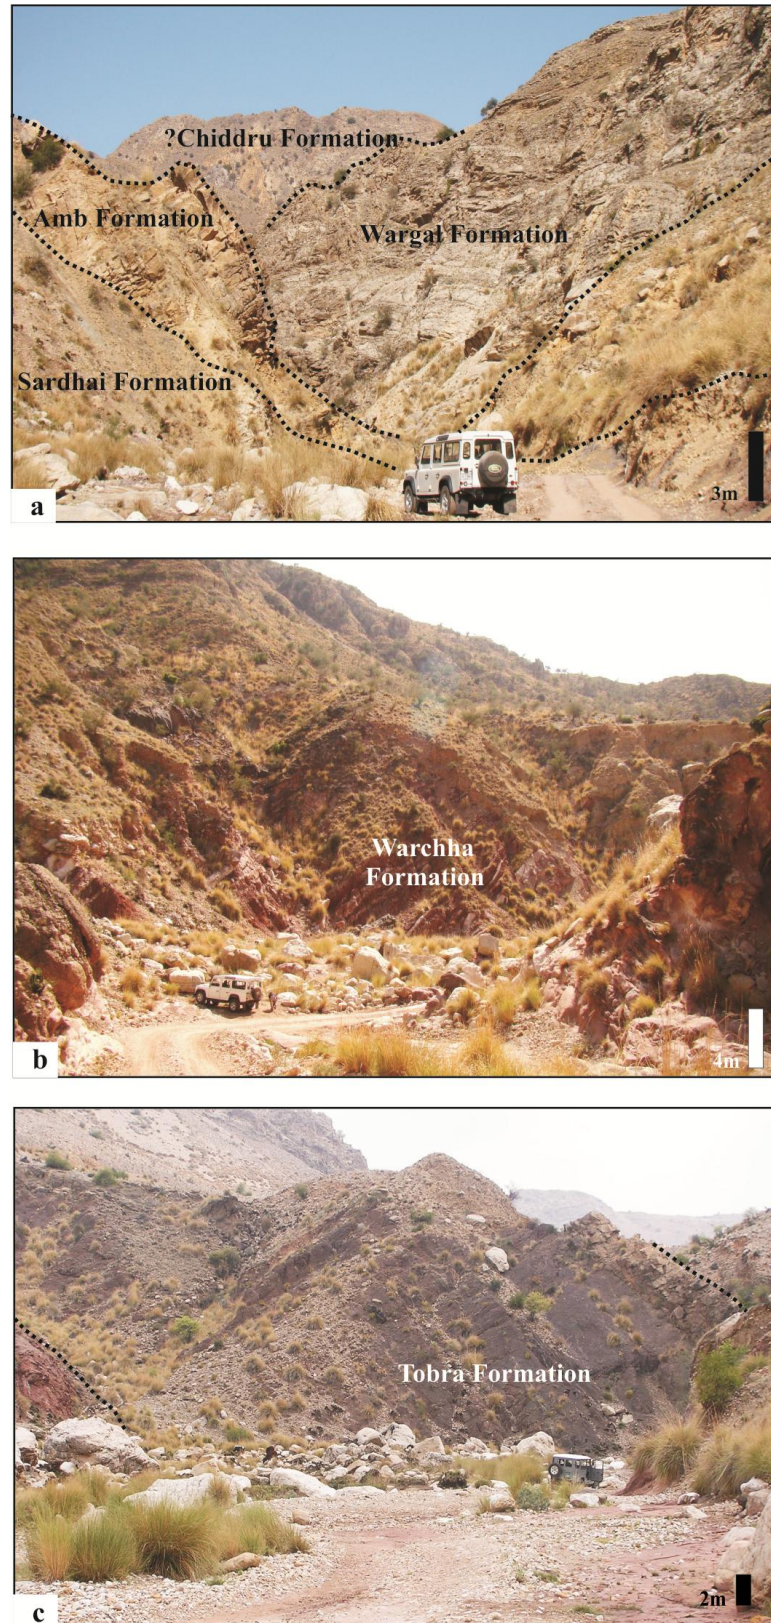 ?Chiddru Formation
Amb Formation
Wargal Formation
Sardhai Formation
3m
a
Warchha
Formation
4m
b
Tobra Formation
2m
c